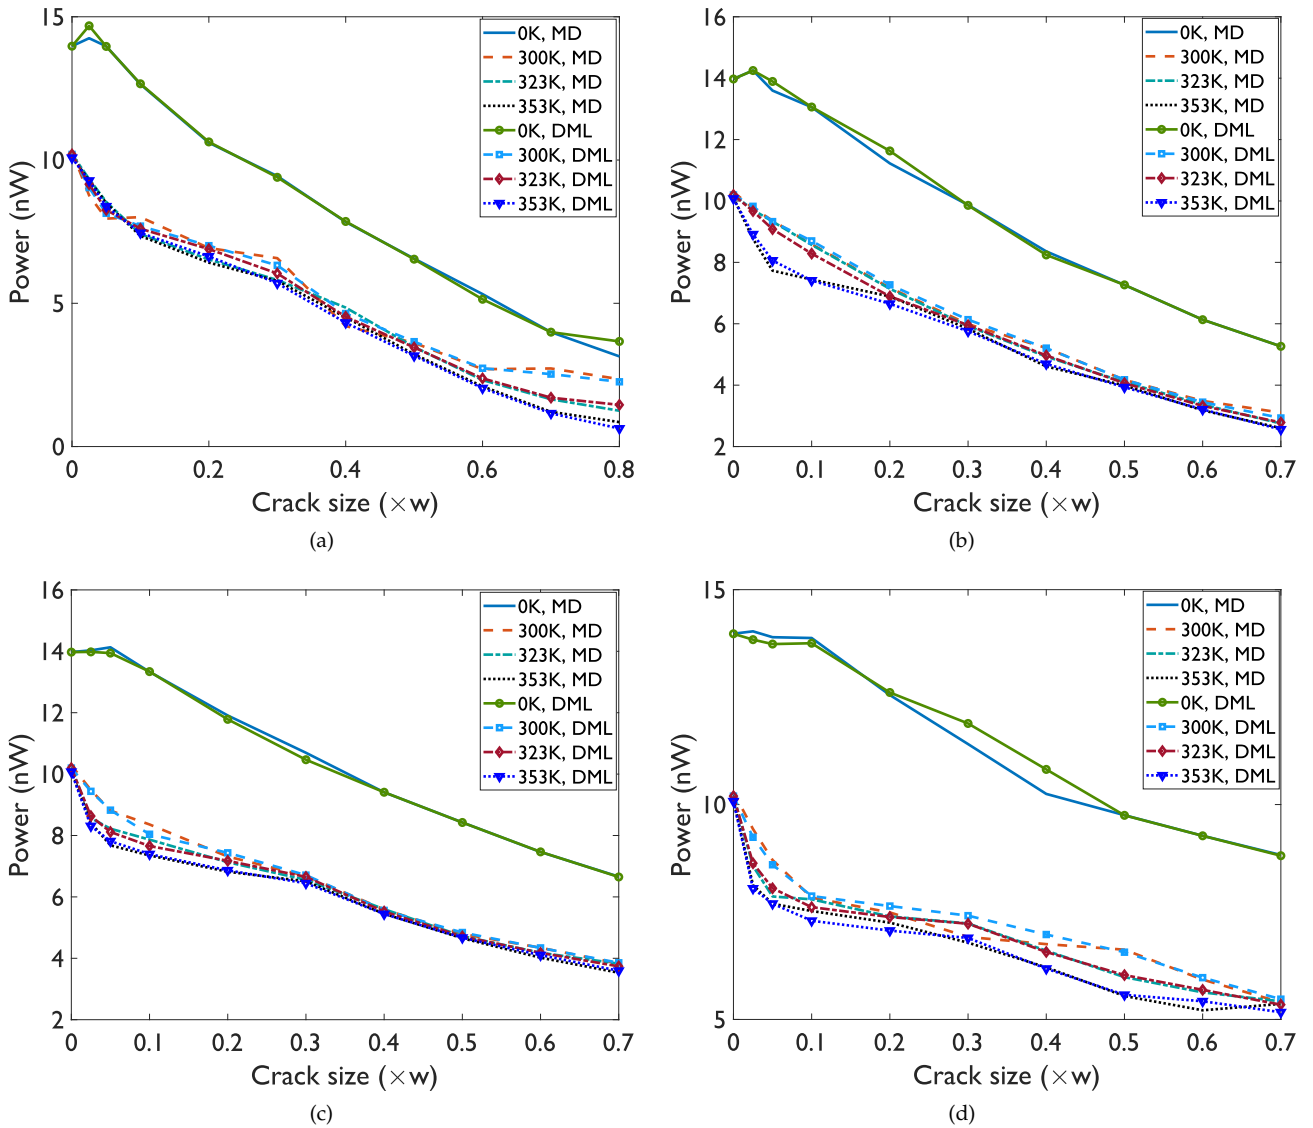 15
10
5
0
Power (nW)
0K, MD
300K, MD
323K, MD
353K, MD
0K, DML
300K, DML
323K, DML
353K, DML
0 0.2 0.4 0.6 0.8
Crack size (×w)
(a)
16
14
12
10
8
6
4
2
Power (nW)
0K, MD
300K, MD
323K, MD
353K, MD
0K, DML
300K, DML
323K, DML
353K, DML
0 0.1 0.2 0.3 0.4 0.5 0.6 0.7
Crack size (×w)
(b)
16
14
12
10
8
6
4
2
Power (nW)
0K, MD
300K, MD
323K, MD
353K, MD
0K, DML
300K, DML
323K, DML
353K, DML
0 0.1 0.2 0.3 0.4 0.5 0.6 0.7
Crack size (×w)
(c)
15
10
5
Power (nW)
0K, MD
300K, MD
323K, MD
353K, MD
0K, DML
300K, DML
323K, DML
353K, DML
0 0.1 0.2 0.3 0.4 0.5 0.6 0.7
Crack size (×w)
(d)